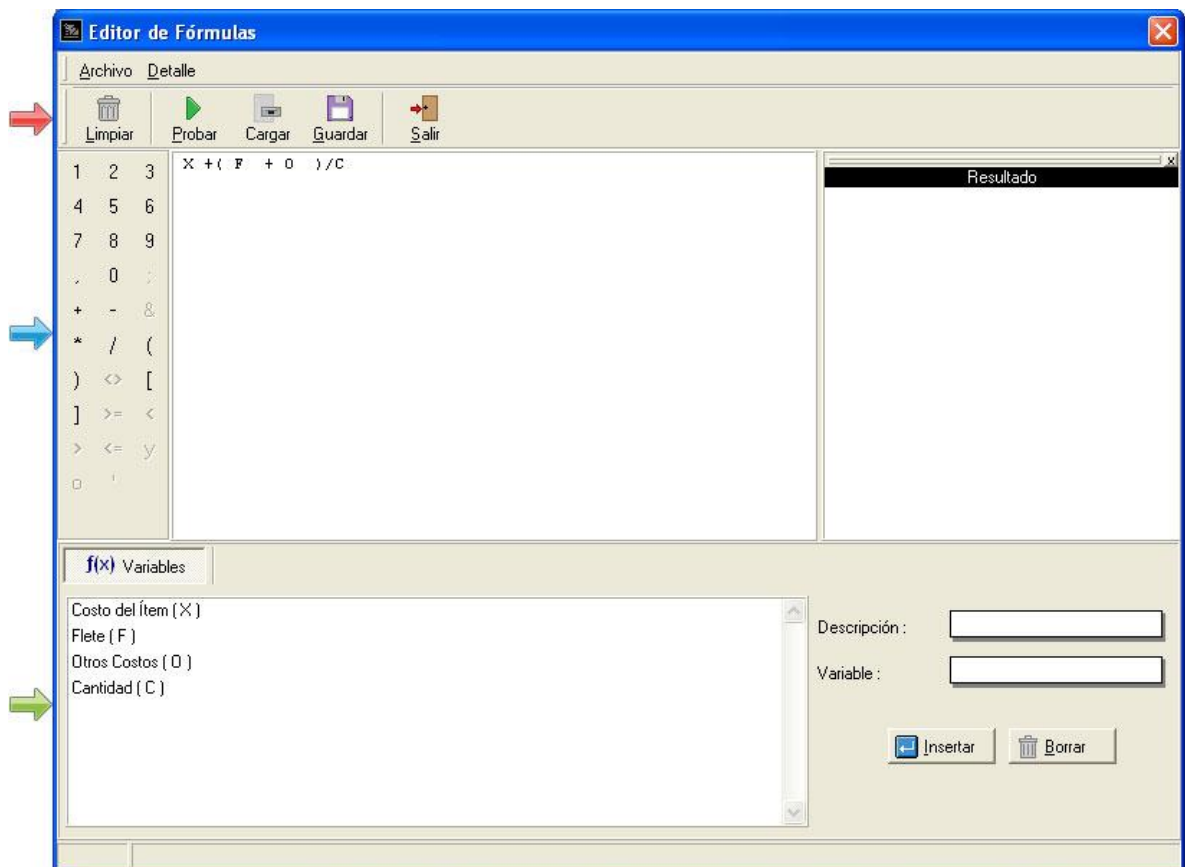 Editor de Fórmulas
Archivo Detalle
Limpiar Probar Cargar Guardar Salir
1 2 3
4 5 6
7 8 9
, 0 ;
+ - &
* / (
) <> [
] >= <
> <= y
o '
X +( F + O )/C
x
Resultado
f(x) Variables
Costo del Ítem ( X )
Flete ( F )
Otros Costos ( O )
Cantidad ( C )
Descripción :
Variable :
Insertar Borrar